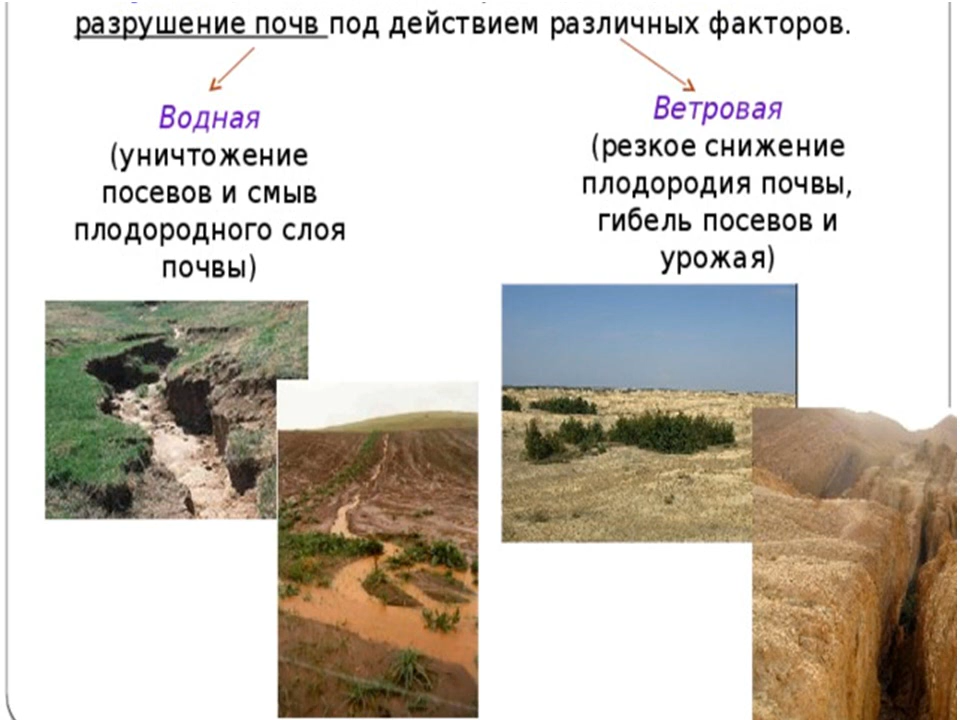 разрушение почв под действием различных факторов.
Водная
(уничтожение
посевов и смыв
плодородного слоя
почвы)
Ветровая
(резкое снижение
плодородия почвы,
гибель посевов и
урожая)